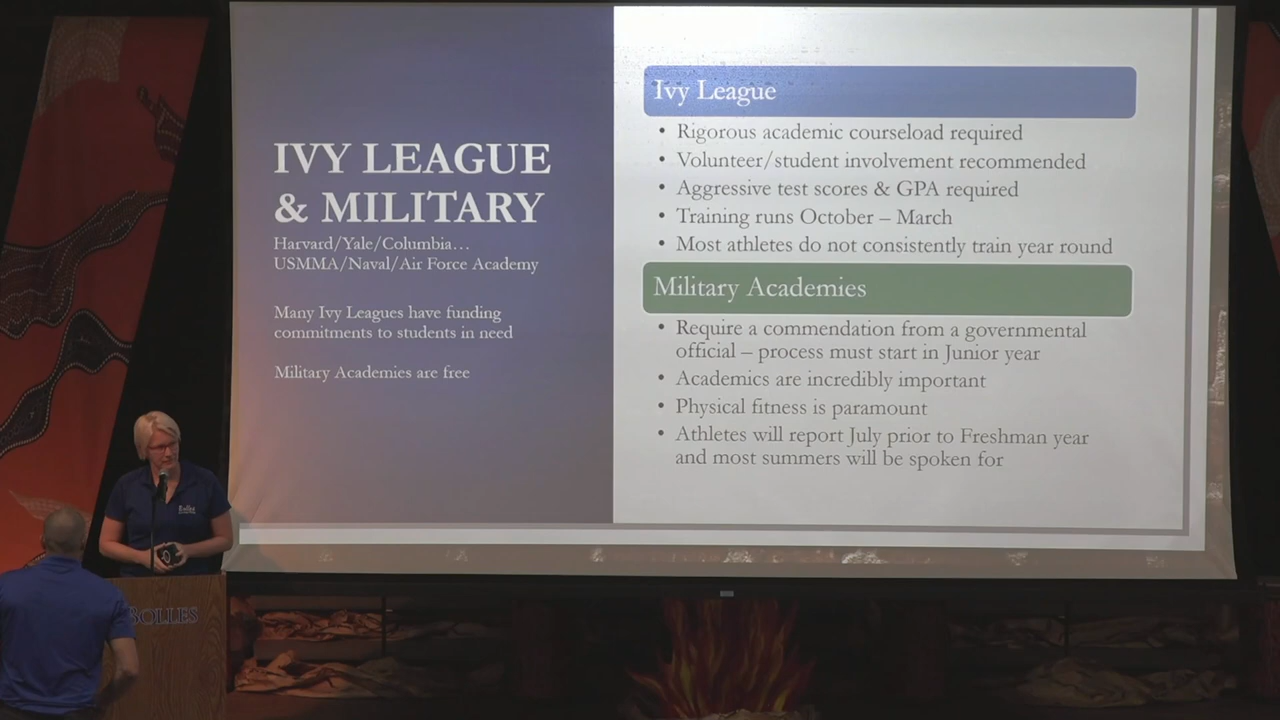 IVY LEAGUE
& MILITARY
Harvard/Yale/Columbia…
USMMA/Naval/Air Force Academy
Many Ivy Leagues have funding
commitments to students in need
Military Academies are free
Ivy League
• Rigorous academic courseload required
• Volunteer/student involvement recommended
• Aggressive test scores & GPA required
• Training runs October – March
• Most athletes do not consistently train year round
Military Academies
• Require a commendation from a governmental
official – process must start in Junior year
• Academics are incredibly important
• Physical fitness is paramount
• Athletes will report July prior to Freshman year
and most summers will be spoken for
Bolles
BOLLES